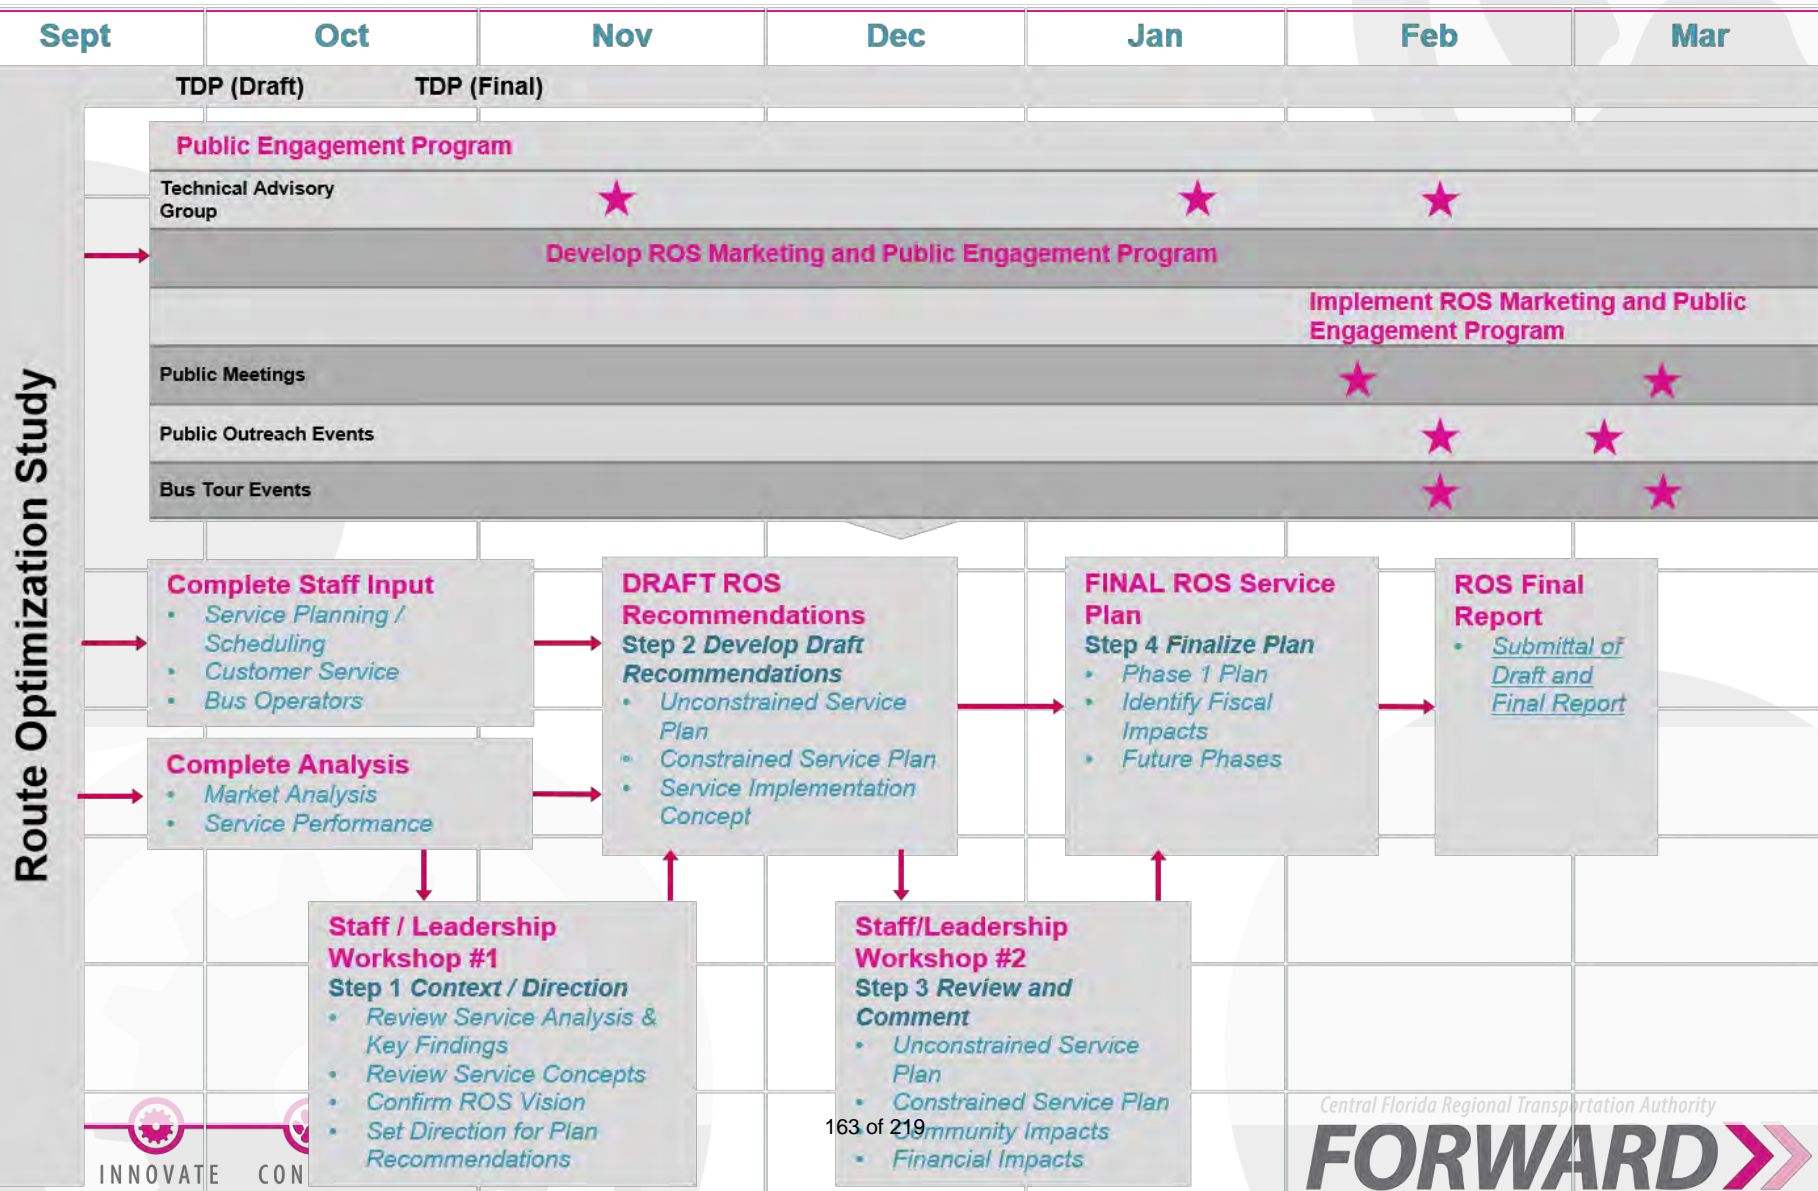 Sept Oct Nov Dec Jan Feb Mar
TDP (Draft) TDP (Final)
Route Optimization Study
Public Engagement Program
Technical Advisory
Group
Develop ROS Marketing and Public Engagement Program
Implement ROS Marketing and Public
Engagement Program
Public Meetings
Public Outreach Events
Bus Tour Events
Complete Staff Input
• Service Planning /
Scheduling
• Customer Service
• Bus Operators
Complete Analysis
• Market Analysis
• Service Performance
DRAFT ROS
Recommendations
Step 2 Develop Draft
Recommendations
• Unconstrained Service
Plan
• Constrained Service Plan
• Service Implementation
Concept
FINAL ROS Service
Plan
Step 4 Finalize Plan
• Phase 1 Plan
• Identify Fiscal
Impacts
• Future Phases
ROS Final
Report
• Submittal of
Draft and
Final Report
Staff / Leadership
Workshop #1
Step 1 Context / Direction
• Review Service Analysis &
Key Findings
• Review Service Concepts
• Confirm ROS Vision
• Set Direction for Plan
Recommendations
Staff/Leadership
Workshop #2
Step 3 Review and
Comment
• Unconstrained Service
Plan
• Constrained Service Plan
• Community Impacts
• Financial Impacts
163 of 219
INNOVATE CON
Central Florida Regional Transportation Authority
FORWARD